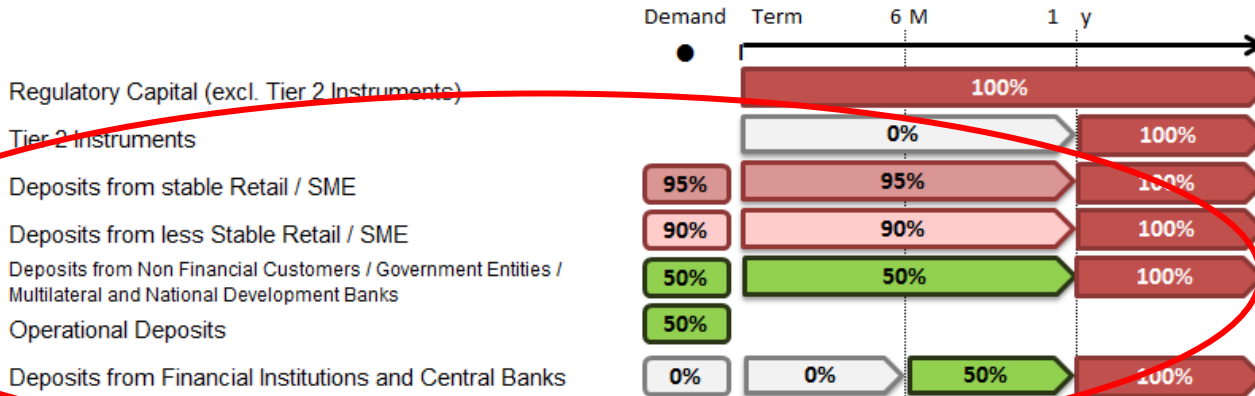 Demand Term 6 M 1 y
Regulatory Capital (excl. Tier 2 Instruments) 100%
Tier 2 Instruments 0% 100%
Deposits from stable Retail / SME 95% 95% 100%
Deposits from less Stable Retail / SME 90% 90% 100%
Deposits from Non Financial Customers / Government Entities /
Multilateral and National Development Banks 50% 50% 100%
Operational Deposits 50%
Deposits from Financial Institutions and Central Banks 0% 0% 50% 100%